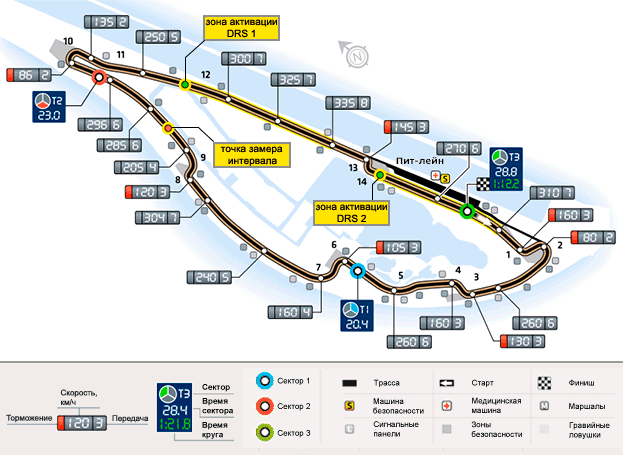 135 2
зона активации
DRS 1
10
11
250 5
86 2
12
300 7
N
T2
23.0
325 7
335 8
145 3
296 6
285 6
точка замера
интервала
13
Пит-лейн
270 6
T3
28.8
1:12.2
205 4
9
14
S
120 3
8
зона активации
DRS 2
310 7
304 7
160 3
6
105 3
1
2
80 2
240 5
7
5
4
3
160 4
T1
20.4
260 6
160 3
130 3
260 6
Скорость,
км/ч
Торможение
120 3
Передача
T3
28.4
1:21.8
Сектор
Время
сектора
Время
круга
Сектор 1
Сектор 2
Сектор 3
Трасса
Старт
Финиш
S
Машина
безопасности
Медицинская
машина
M
Маршалы
Сигнальные
панели
Зоны
безопасности
Гравийные
ловушки